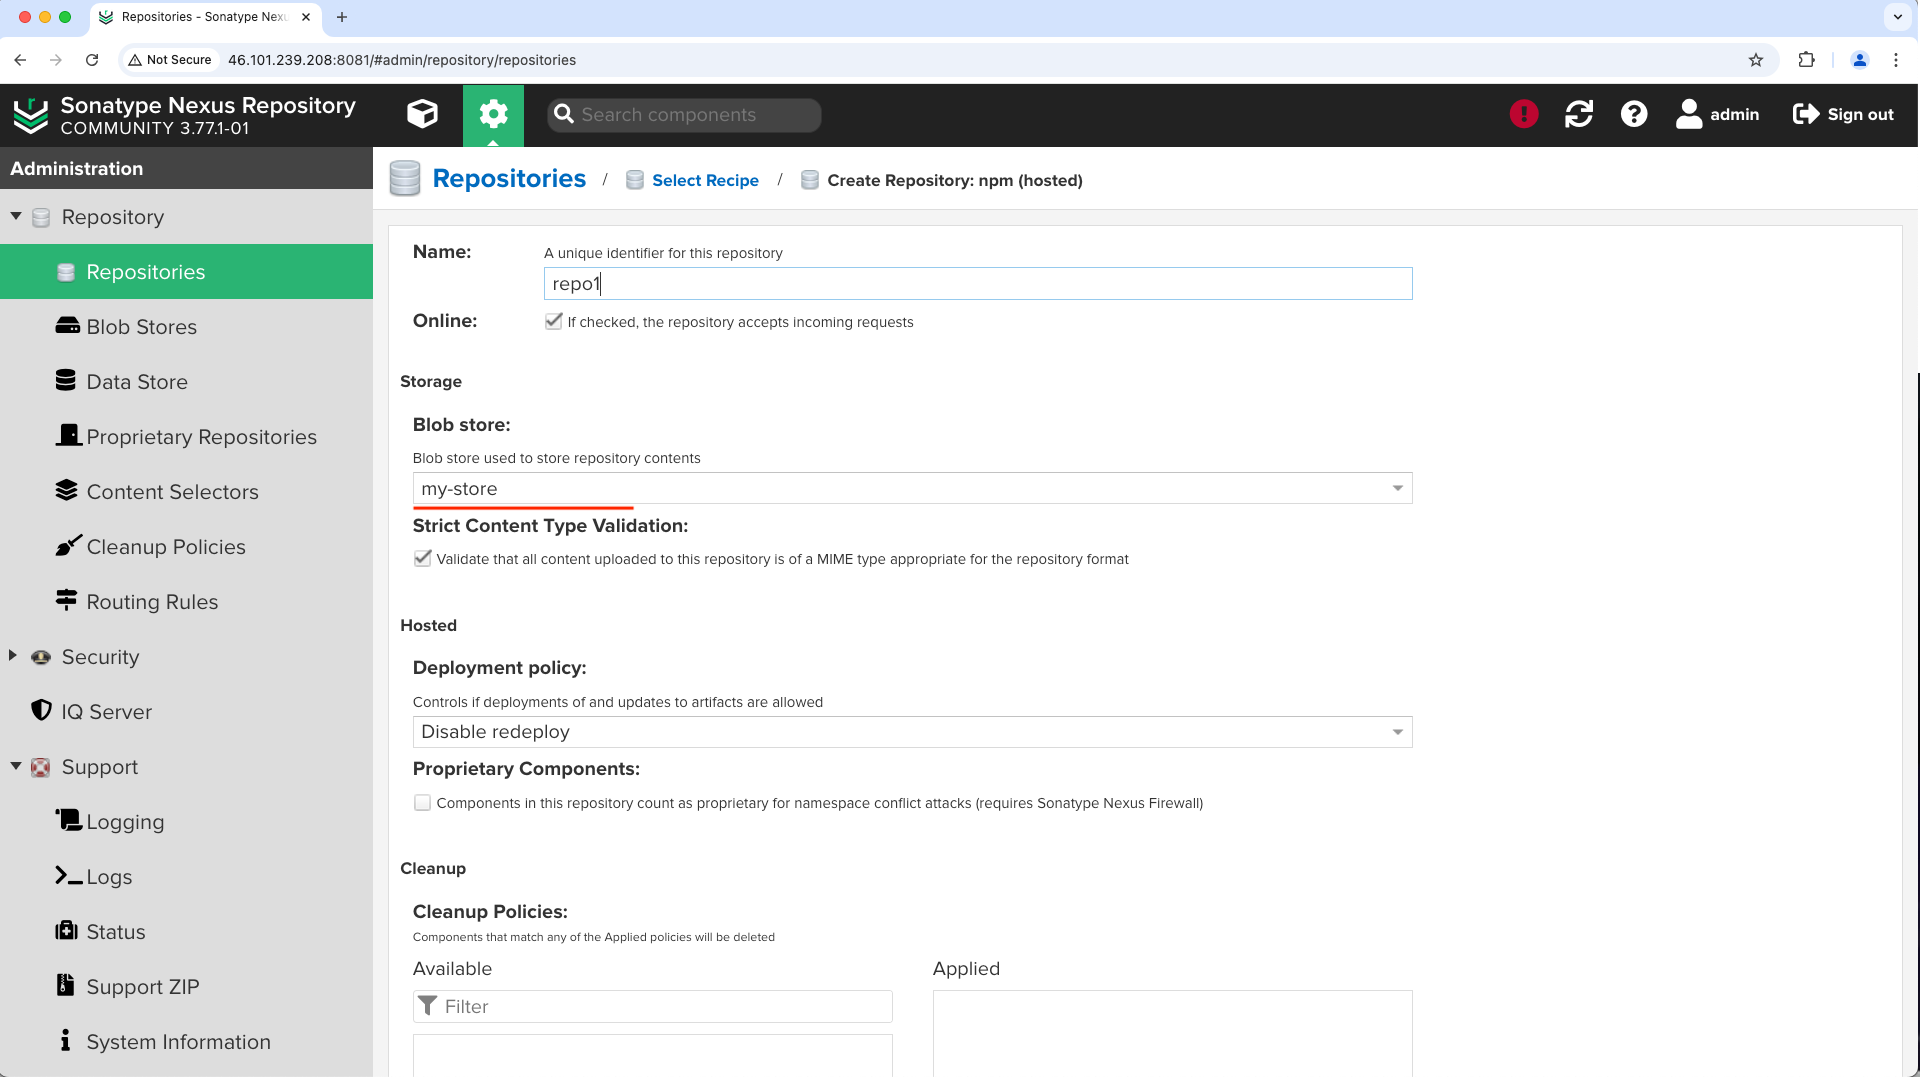 Repositories - Sonatype Nexu
Not Secure
46.101.239.208:8081/#admin/repository/repositories
Sonatype Nexus Repository
COMMUNITY 3.77.1-01
Search components
admin
Sign out
Administration
Repository
Repositories
Blob Stores
Data Store
Proprietary Repositories
Content Selectors
Cleanup Policies
Routing Rules
Security
IQ Server
Support
Logging
Logs
Status
Support ZIP
System Information
Repositories / Select Recipe / Create Repository: npm (hosted)
Name:
A unique identifier for this repository
repo1
Online:
If checked, the repository accepts incoming requests
Storage
Blob store:
Blob store used to store repository contents
my-store
Strict Content Type Validation:
Validate that all content uploaded to this repository is of a MIME type appropriate for the repository format
Hosted
Deployment policy:
Controls if deployments of and updates to artifacts are allowed
Disable redeploy
Proprietary Components:
Components in this repository count as proprietary for namespace conflict attacks (requires Sonatype Nexus Firewall)
Cleanup
Cleanup Policies:
Components that match any of the Applied policies will be deleted
Available
Applied
Filter